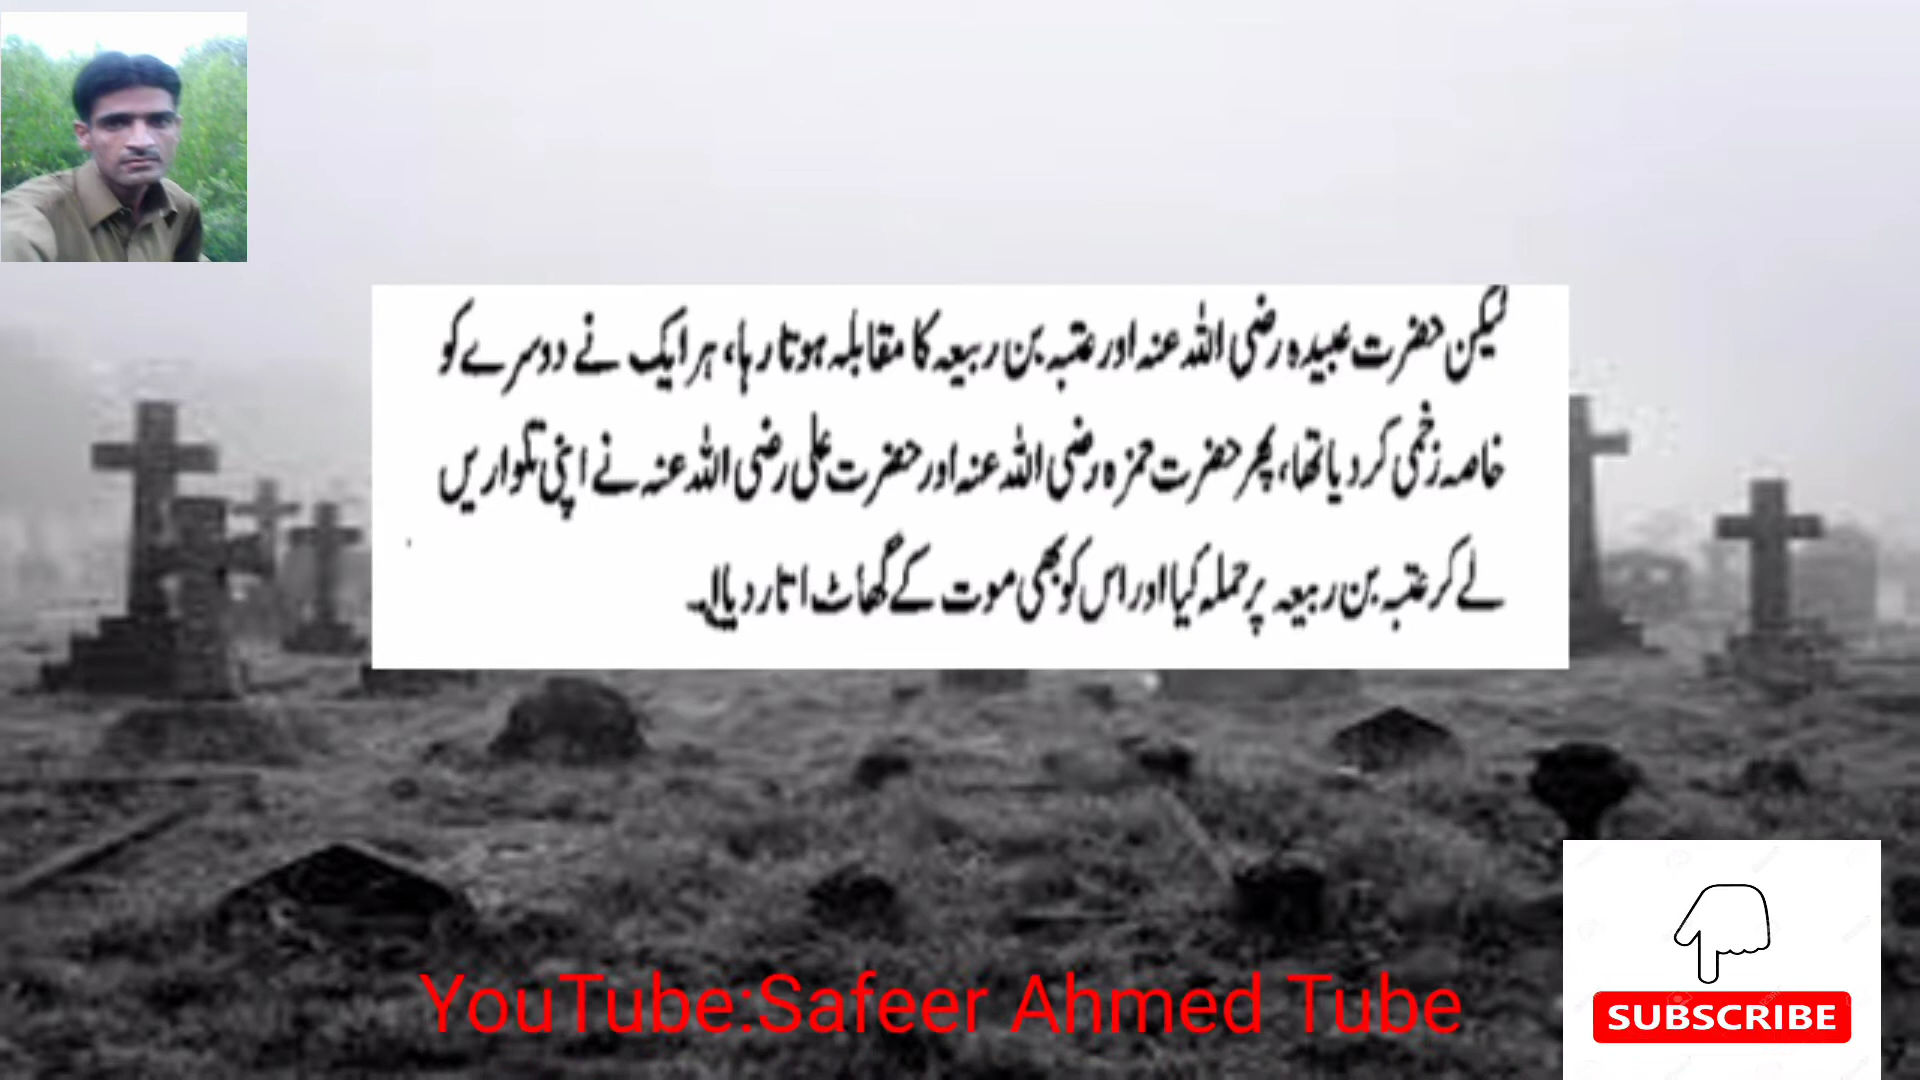 لیکن حضرت عبیدہ رضی اللہ عنہ اور عتبہ بن ربیعہ کا مقابلہ ہوتا رہا، ہر ایک نے دوسرے کو
خاصہ زخمی کر دیا تھا، پھر حضرت حمزہ رضی اللہ عنہ اور حضرت علی رضی اللہ عنہ نے اپنی تلواریں
لے کر عتبہ بن ربیعہ پر حملہ کیا اور اس کو بھی موت کے گھاٹ اتار دیا۔
YouTube:Safeer Ahmed Tube
SUBSCRIBE